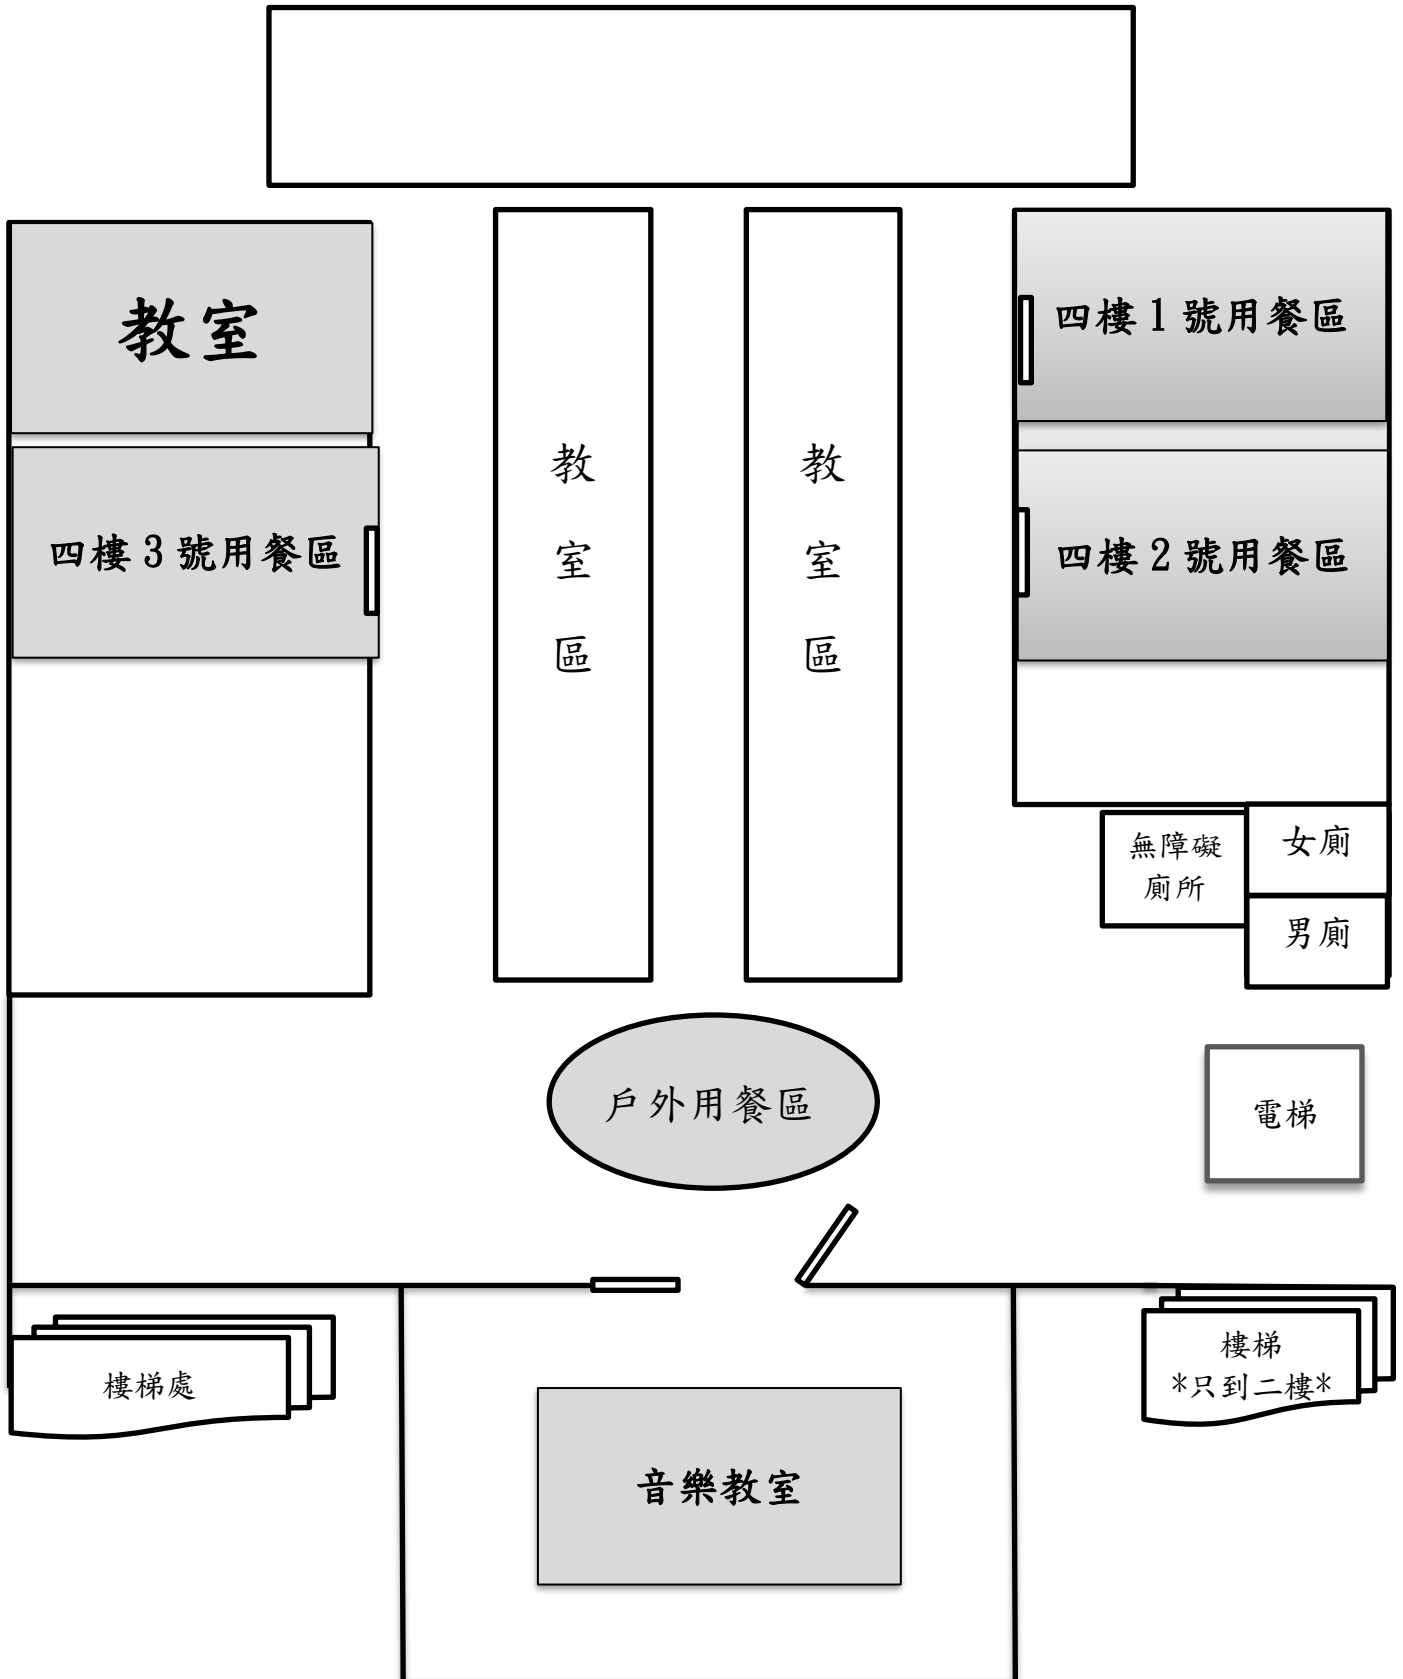 教室
四樓1號用餐區
四樓3號用餐區
四樓2號用餐區
教室區
教室區
無障礙
廁所
女廁
男廁
戶外用餐區
電梯
樓梯處
樓梯
*只到二樓*
音樂教室